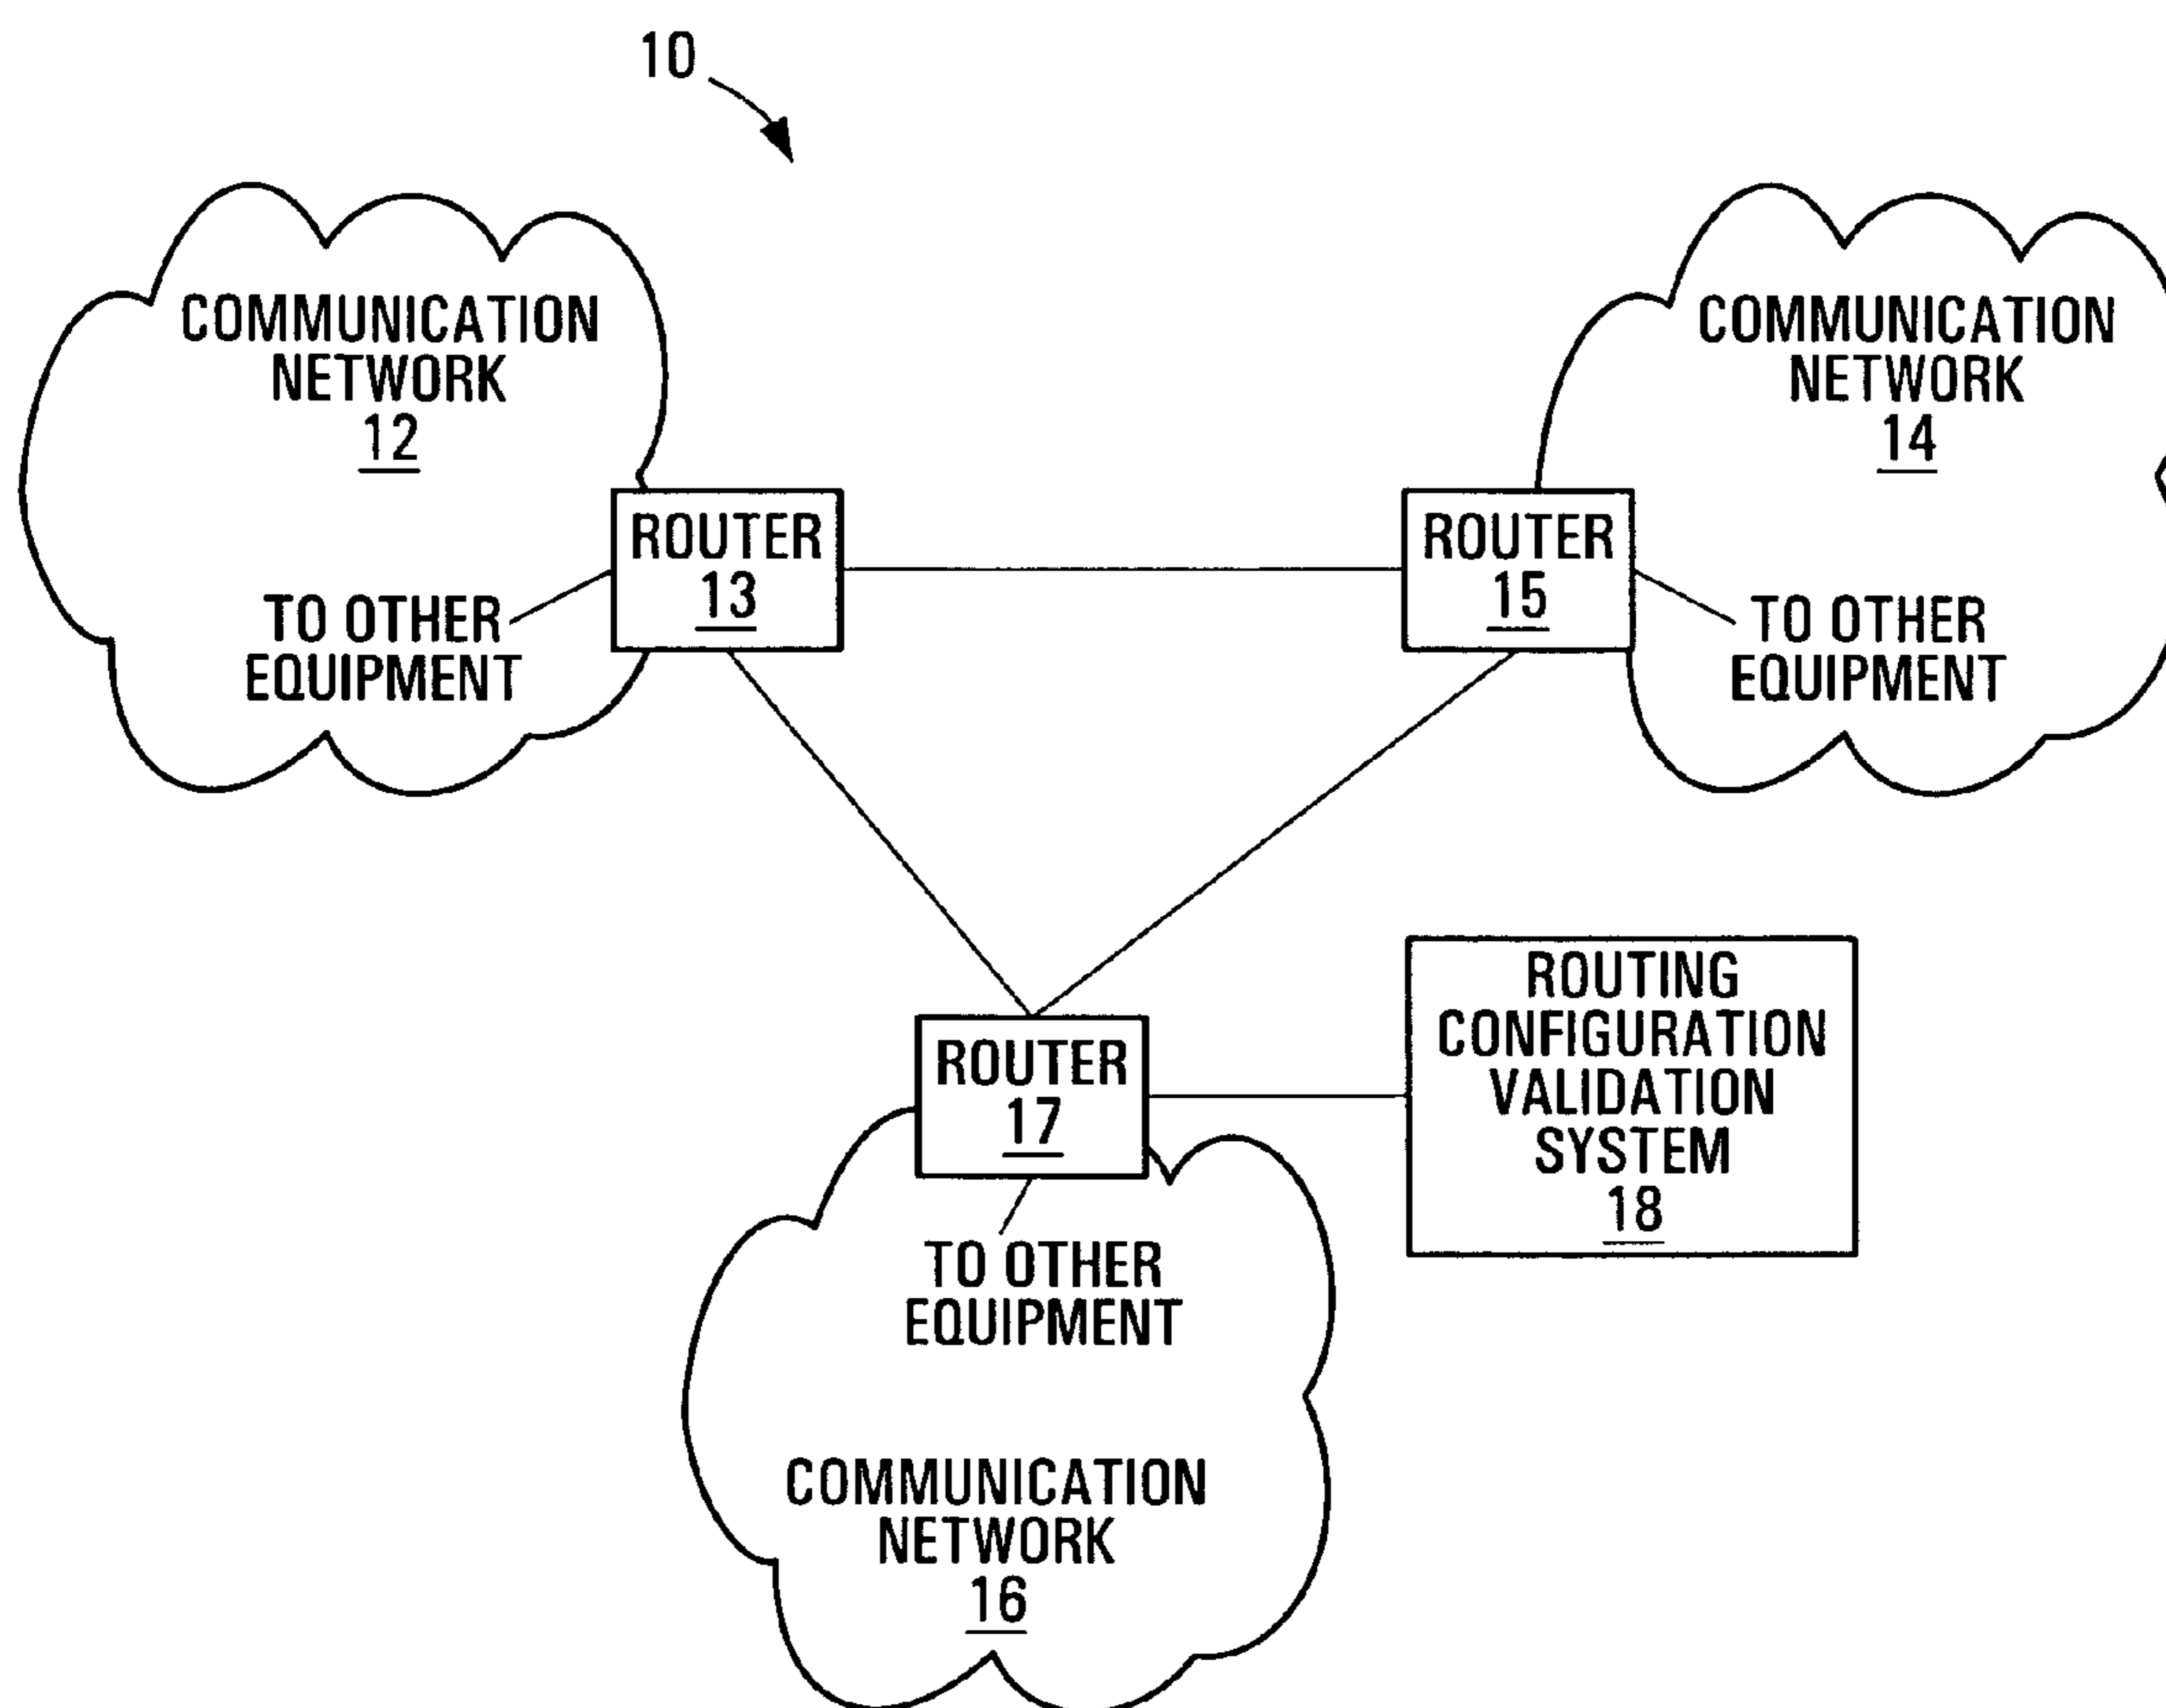 10
COMMUNICATION
NETWORK
12
COMMUNICATION
NETWORK
14
ROUTER
13
ROUTER
15
TO OTHER
EQUIPMENT
TO OTHER
EQUIPMENT
ROUTER
17
ROUTING
CONFIGURATION
VALIDATION
SYSTEM
18
TO OTHER
EQUIPMENT
COMMUNICATION
NETWORK
16